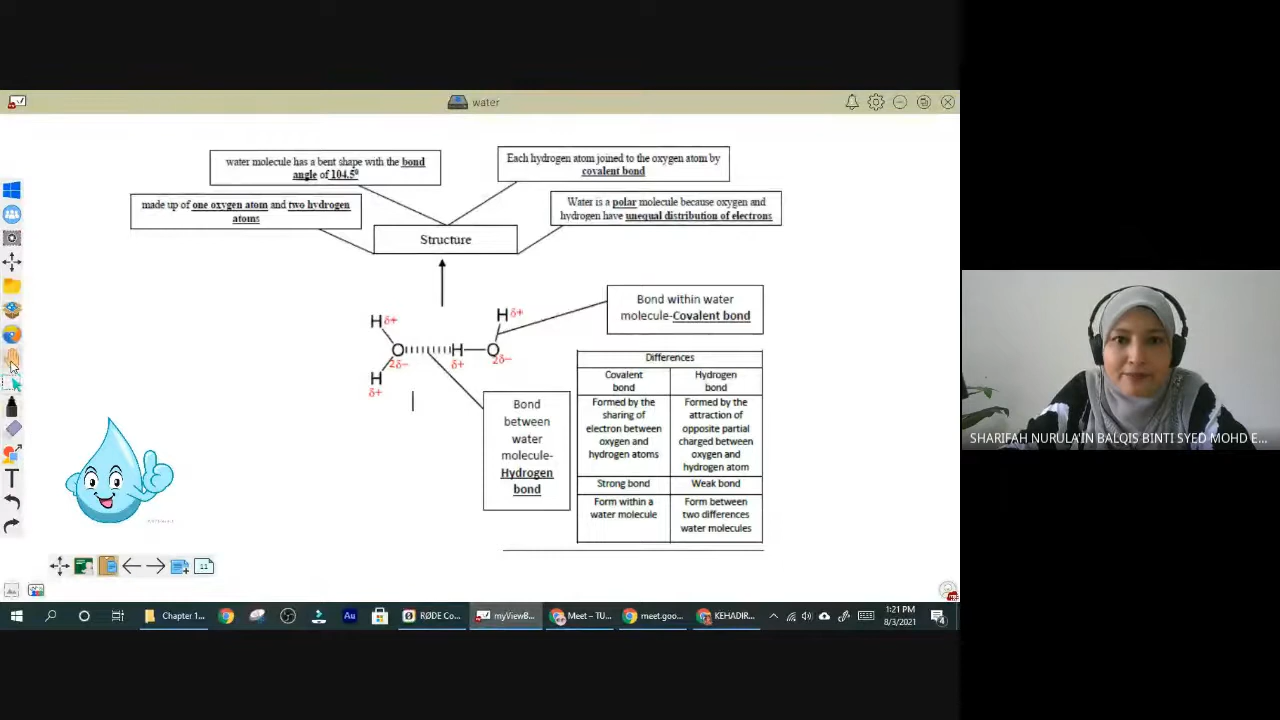 water
water molecule has a bent shape with the bond
angle of 104.5⁰
Each hydrogen atom joined to the oxygen atom by
covalent bond
made up of one oxygen atom and two hydrogen
atoms
Water is a polar molecule because oxygen and
hydrogen have unequal distribution of electrons
Structure
H δ+
H δ+
O H O
2δ− δ+ 2δ−
H
δ+
Bond within water
molecule-Covalent bond
Bond
between
water
molecule-
Hydrogen
bond
Differences
Covalent
bond
Hydrogen
bond
Formed by the
sharing of
electron between
oxygen and
hydrogen atoms
Formed by the
attraction of
opposite partial
charged between
oxygen and
hydrogen atom
Strong bond
Weak bond
Form within a
water molecule
Form between
two differences
water molecules
T
11
SHARIFAH NURULA'IN BALQIS BINTI SYED MOHD E...
Chapter 1...
Au
RØDE Co...
myViewB...
Meet – TU...
meet.goo...
KEHADIR...
1:21 PM
8/3/2021
4